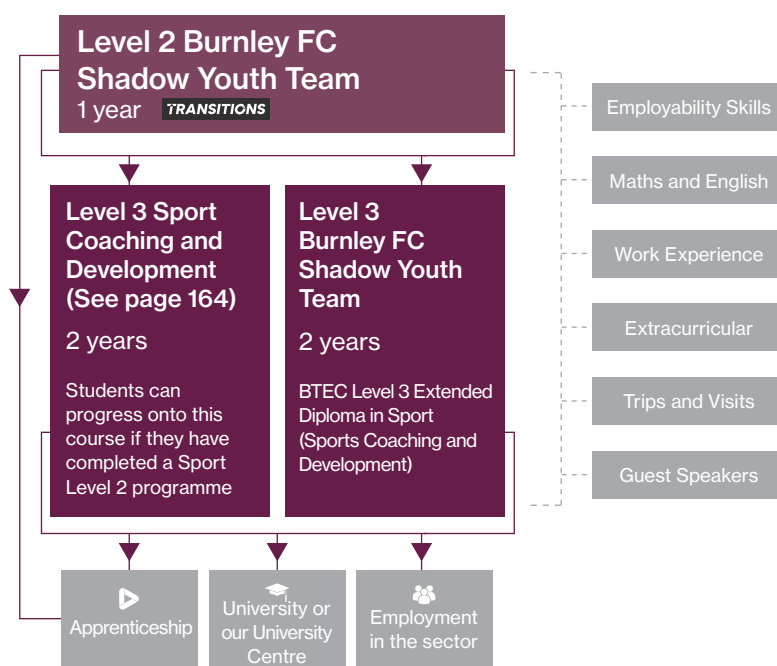 Level 2 Burnley FC
Shadow Youth Team
1 year TRANSITIONS
Level 3 Sport
Coaching and
Development
(See page 164)
2 years
Students can
progress onto this
course if they have
completed a Sport
Level 2 programme
Level 3
Burnley FC
Shadow Youth
Team
2 years
BTEC Level 3 Extended
Diploma in Sport
(Sports Coaching and
Development)
Employability Skills
Maths and English
Work Experience
Extracurricular
Trips and Visits
Guest Speakers
Apprenticeship
University or
our University
Centre
Employment
in the sector